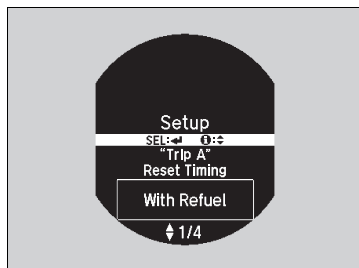 Setup
SEL:⏎ ℹ:⬍
“Trip A”
Reset Timing
With Refuel
⬍1/4